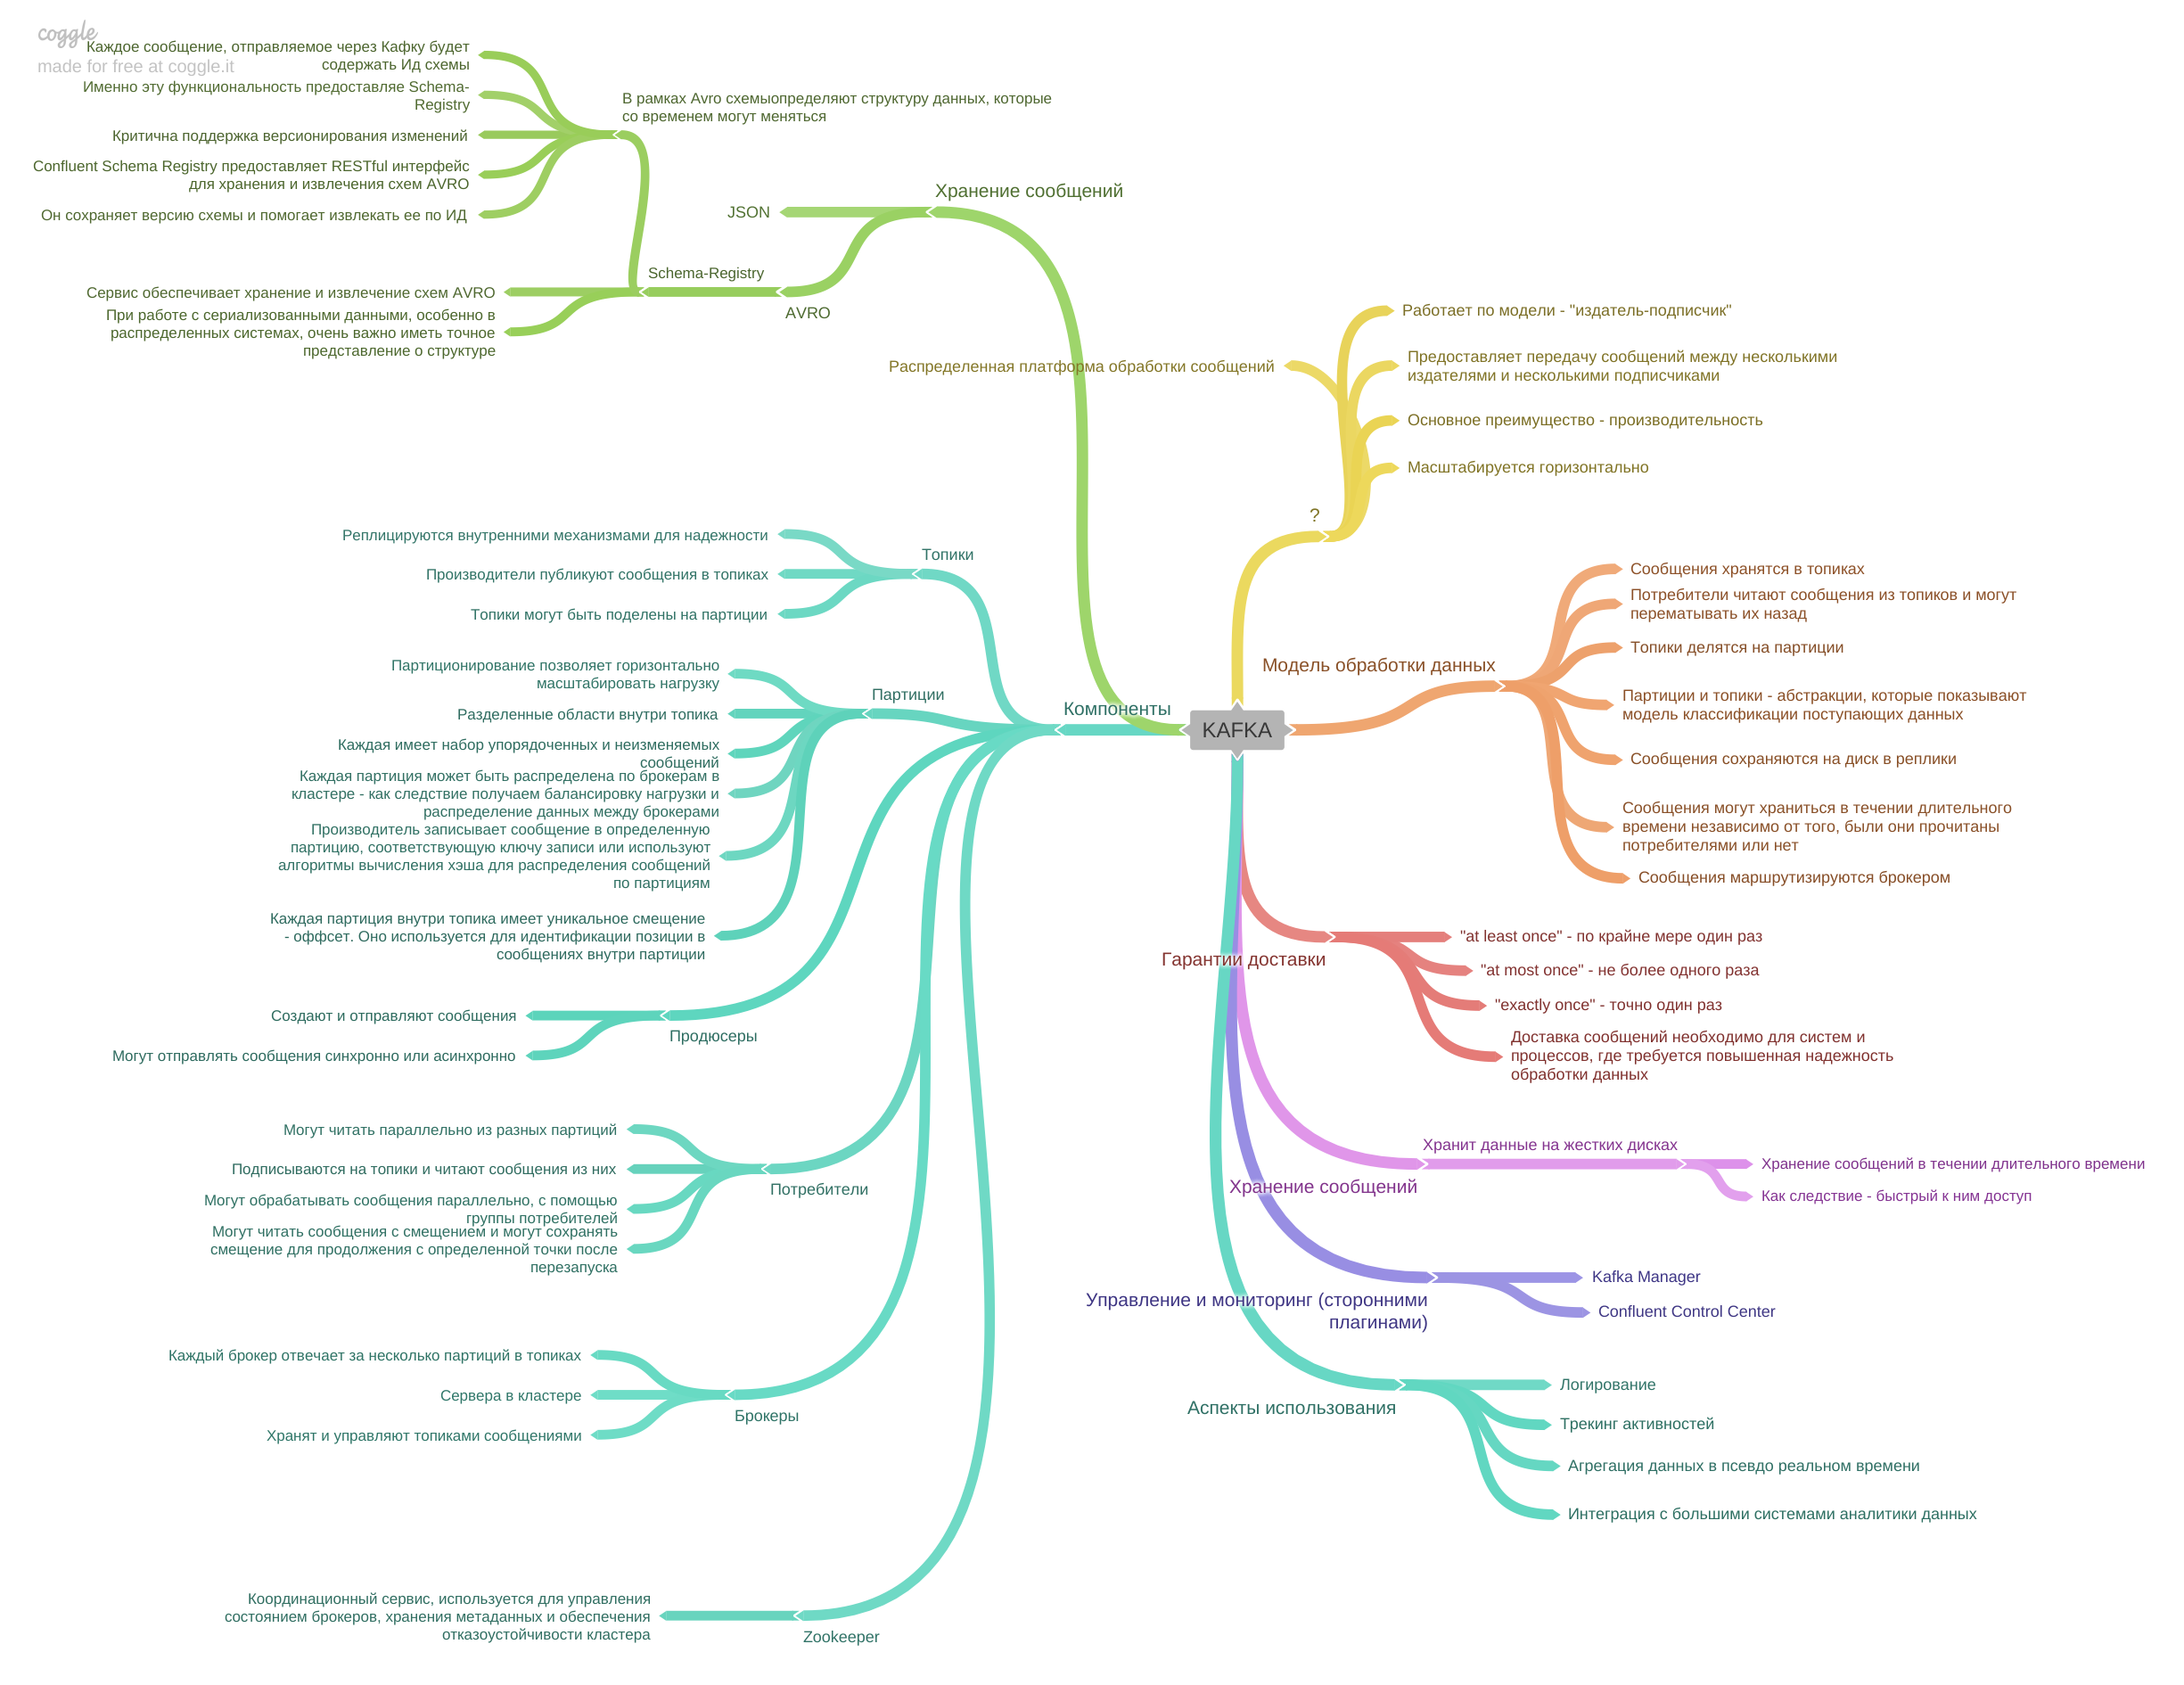 coggle
made for free at coggle.it
Каждое сообщение, отправляемое через Кафку будет
содержать Ид схемы
Именно эту функциональность предоставляе Schema-
Registry
Критична поддержка версионирования изменений
Confluent Schema Registry предоставляет RESTful интерфейс
для хранения и извлечения схем AVRO
Он сохраняет версию схемы и помогает извлекать ее по ИД
В рамках Avro схемыопределяют структуру данных, которые
со временем могут меняться
Сервис обеспечивает хранение и извлечение схем AVRO
При работе с сериализованными данными, особенно в
распределенных системах, очень важно иметь точное
представление о структуре
Schema-Registry
AVRO
JSON
Хранение сообщений
Распределенная платформа обработки сообщений
Работает по модели - "издатель-подписчик"
Предоставляет передачу сообщений между несколькими
издателями и несколькими подписчиками
Основное преимущество - производительность
Масштабируется горизонтально
?
Реплицируются внутренними механизмами для надежности
Производители публикуют сообщения в топиках
Топики могут быть поделены на партиции
Топики
Партиционирование позволяет горизонтально
масштабировать нагрузку
Разделенные области внутри топика
Каждая имеет набор упорядоченных и неизменяемых
сообщений
Каждая партиция может быть распределена по брокерам в
кластере - как следствие получаем балансировку нагрузки и
распределение данных между брокерами
Производитель записывает сообщение в определенную
партицию, соответствующую ключу записи или используют
алгоритмы вычисления хэша для распределения сообщений
по партициям
Каждая партиция внутри топика имеет уникальное смещение
- оффсет. Оно используется для идентификации позиции в
сообщениях внутри партиции
Партиции
Компоненты
KAFKA
Модель обработки данных
Сообщения хранятся в топиках
Потребители читают сообщения из топиков и могут
перематывать их назад
Топики делятся на партиции
Партиции и топики - абстракции, которые показывают
модель классификации поступающих данных
Сообщения сохраняются на диск в реплики
Сообщения могут храниться в течении длительного
времени независимо от того, были они прочитаны
потребителями или нет
Сообщения маршрутизируются брокером
Гарантии доставки
"at least once" - по крайне мере один раз
"at most once" - не более одного раза
"exactly once" - точно один раз
Доставка сообщений необходимо для систем и
процессов, где требуется повышенная надежность
обработки данных
Создают и отправляют сообщения
Могут отправлять сообщения синхронно или асинхронно
Продюсеры
Могут читать параллельно из разных партиций
Подписываются на топики и читают сообщения из них
Могут обрабатывать сообщения параллельно, с помощью
группы потребителей
Могут читать сообщения с смещением и могут сохранять
смещение для продолжения с определенной точки после
перезапуска
Потребители
Хранит данные на жестких дисках
Хранение сообщений в течении длительного времени
Как следствие - быстрый к ним доступ
Хранение сообщений
Управление и мониторинг (сторонними
плагинами)
Kafka Manager
Confluent Control Center
Каждый брокер отвечает за несколько партиций в топиках
Сервера в кластере
Хранят и управляют топиками сообщениями
Брокеры
Аспекты использования
Логирование
Трекинг активностей
Агрегация данных в псевдо реальном времени
Интеграция с большими системами аналитики данных
Координационный сервис, используется для управления
состоянием брокеров, хранения метаданных и обеспечения
отказоустойчивости кластера
Zookeeper